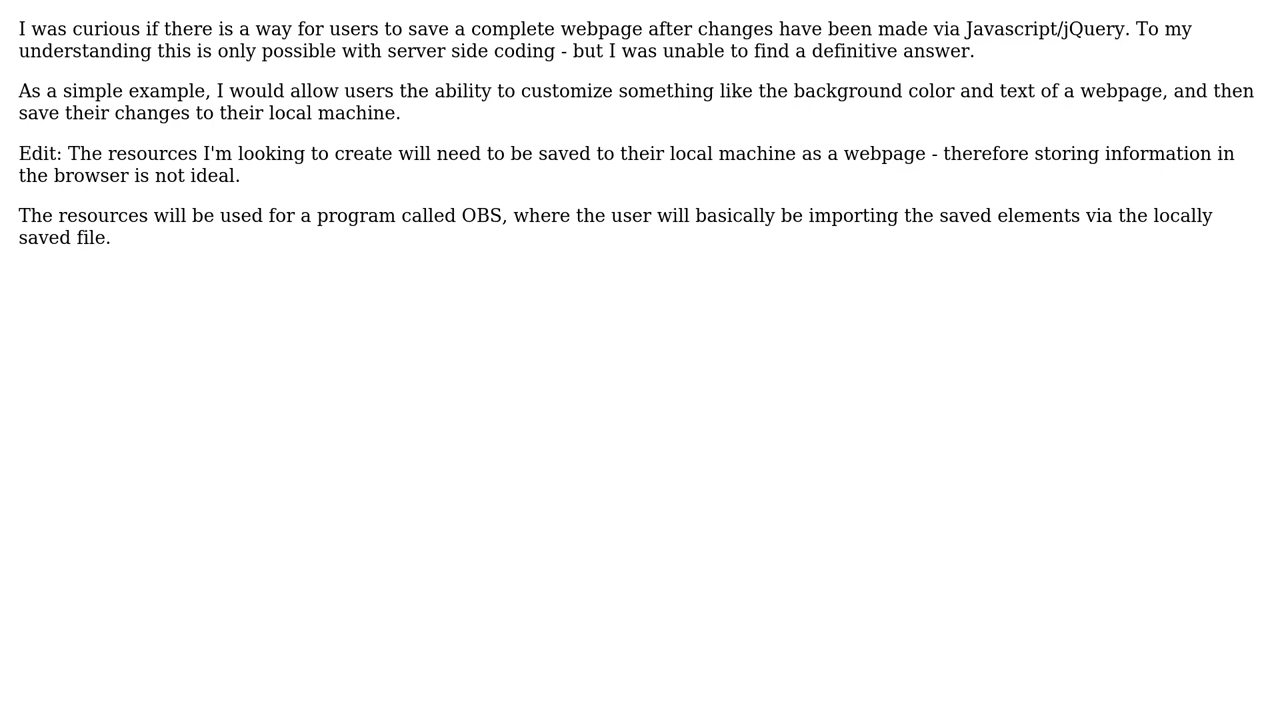 I was curious if there is a way for users to save a complete webpage after changes have been made via Javascript/jQuery. To my
understanding this is only possible with server side coding - but I was unable to find a definitive answer.
As a simple example, I would allow users the ability to customize something like the background color and text of a webpage, and then
save their changes to their local machine.
Edit: The resources I'm looking to create will need to be saved to their local machine as a webpage - therefore storing information in
the browser is not ideal.
The resources will be used for a program called OBS, where the user will basically be importing the saved elements via the locally
saved file.